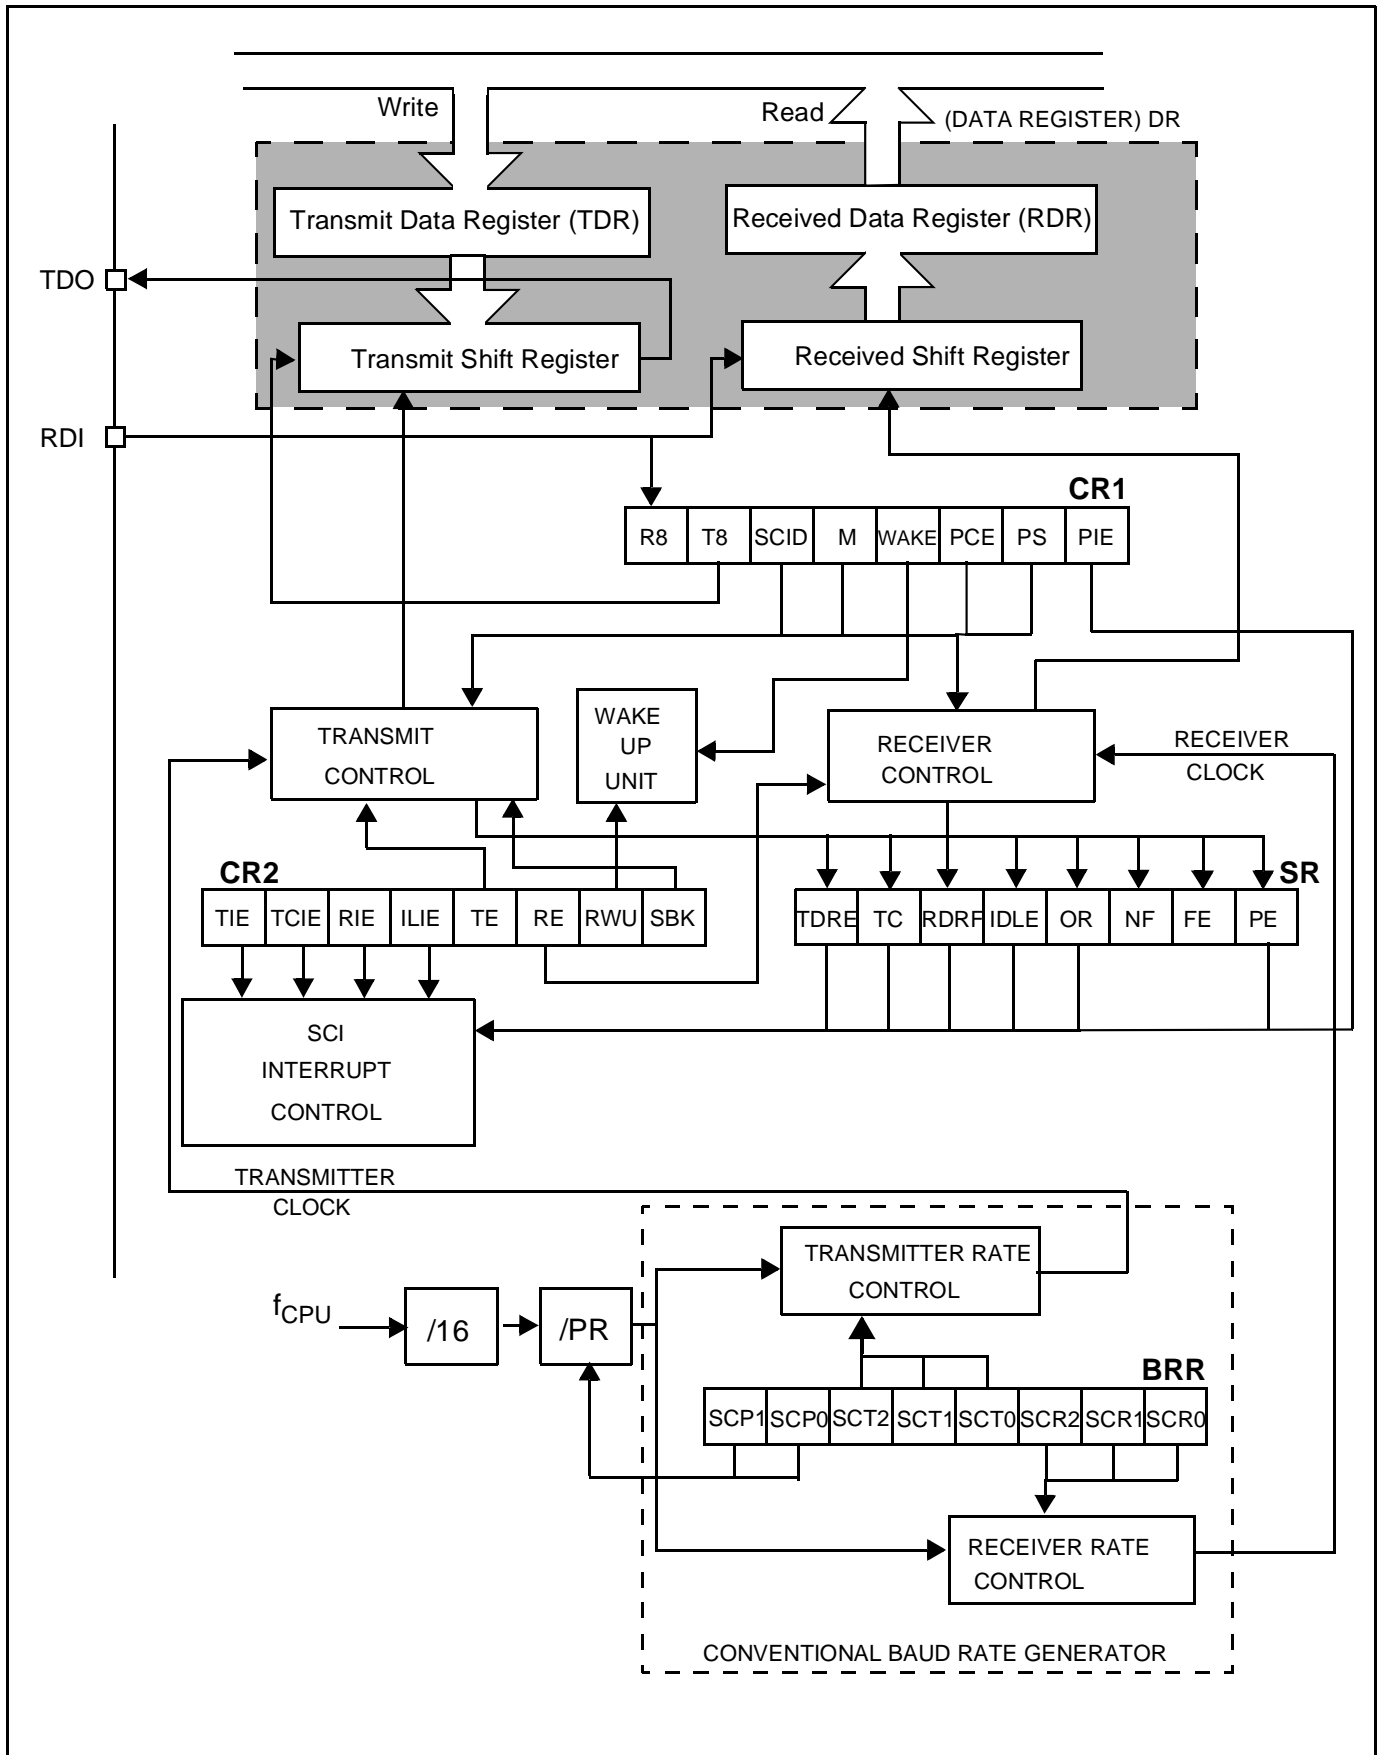 Write
Read
(DATA REGISTER) DR
Transmit Data Register (TDR)
Received Data Register (RDR)
TDO
Transmit Shift Register
Received Shift Register
RDI
CR1
R8 T8 SCID M WAKE PCE PS PIE
TRANSMIT
CONTROL
WAKE
UP
UNIT
RECEIVER
CONTROL
RECEIVER
CLOCK
CR2
TIE TCIE RIE ILIE TE RE RWU SBK
SR
TDRE TC RDRF IDLE OR NF FE PE
SCI
INTERRUPT
CONTROL
TRANSMITTER
CLOCK
TRANSMITTER RATE
CONTROL
fCPU
/16
/PR
BRR
SCP1 SCP0 SCT2 SCT1 SCT0 SCR2 SCR1 SCR0
RECEIVER RATE
CONTROL
CONVENTIONAL BAUD RATE GENERATOR